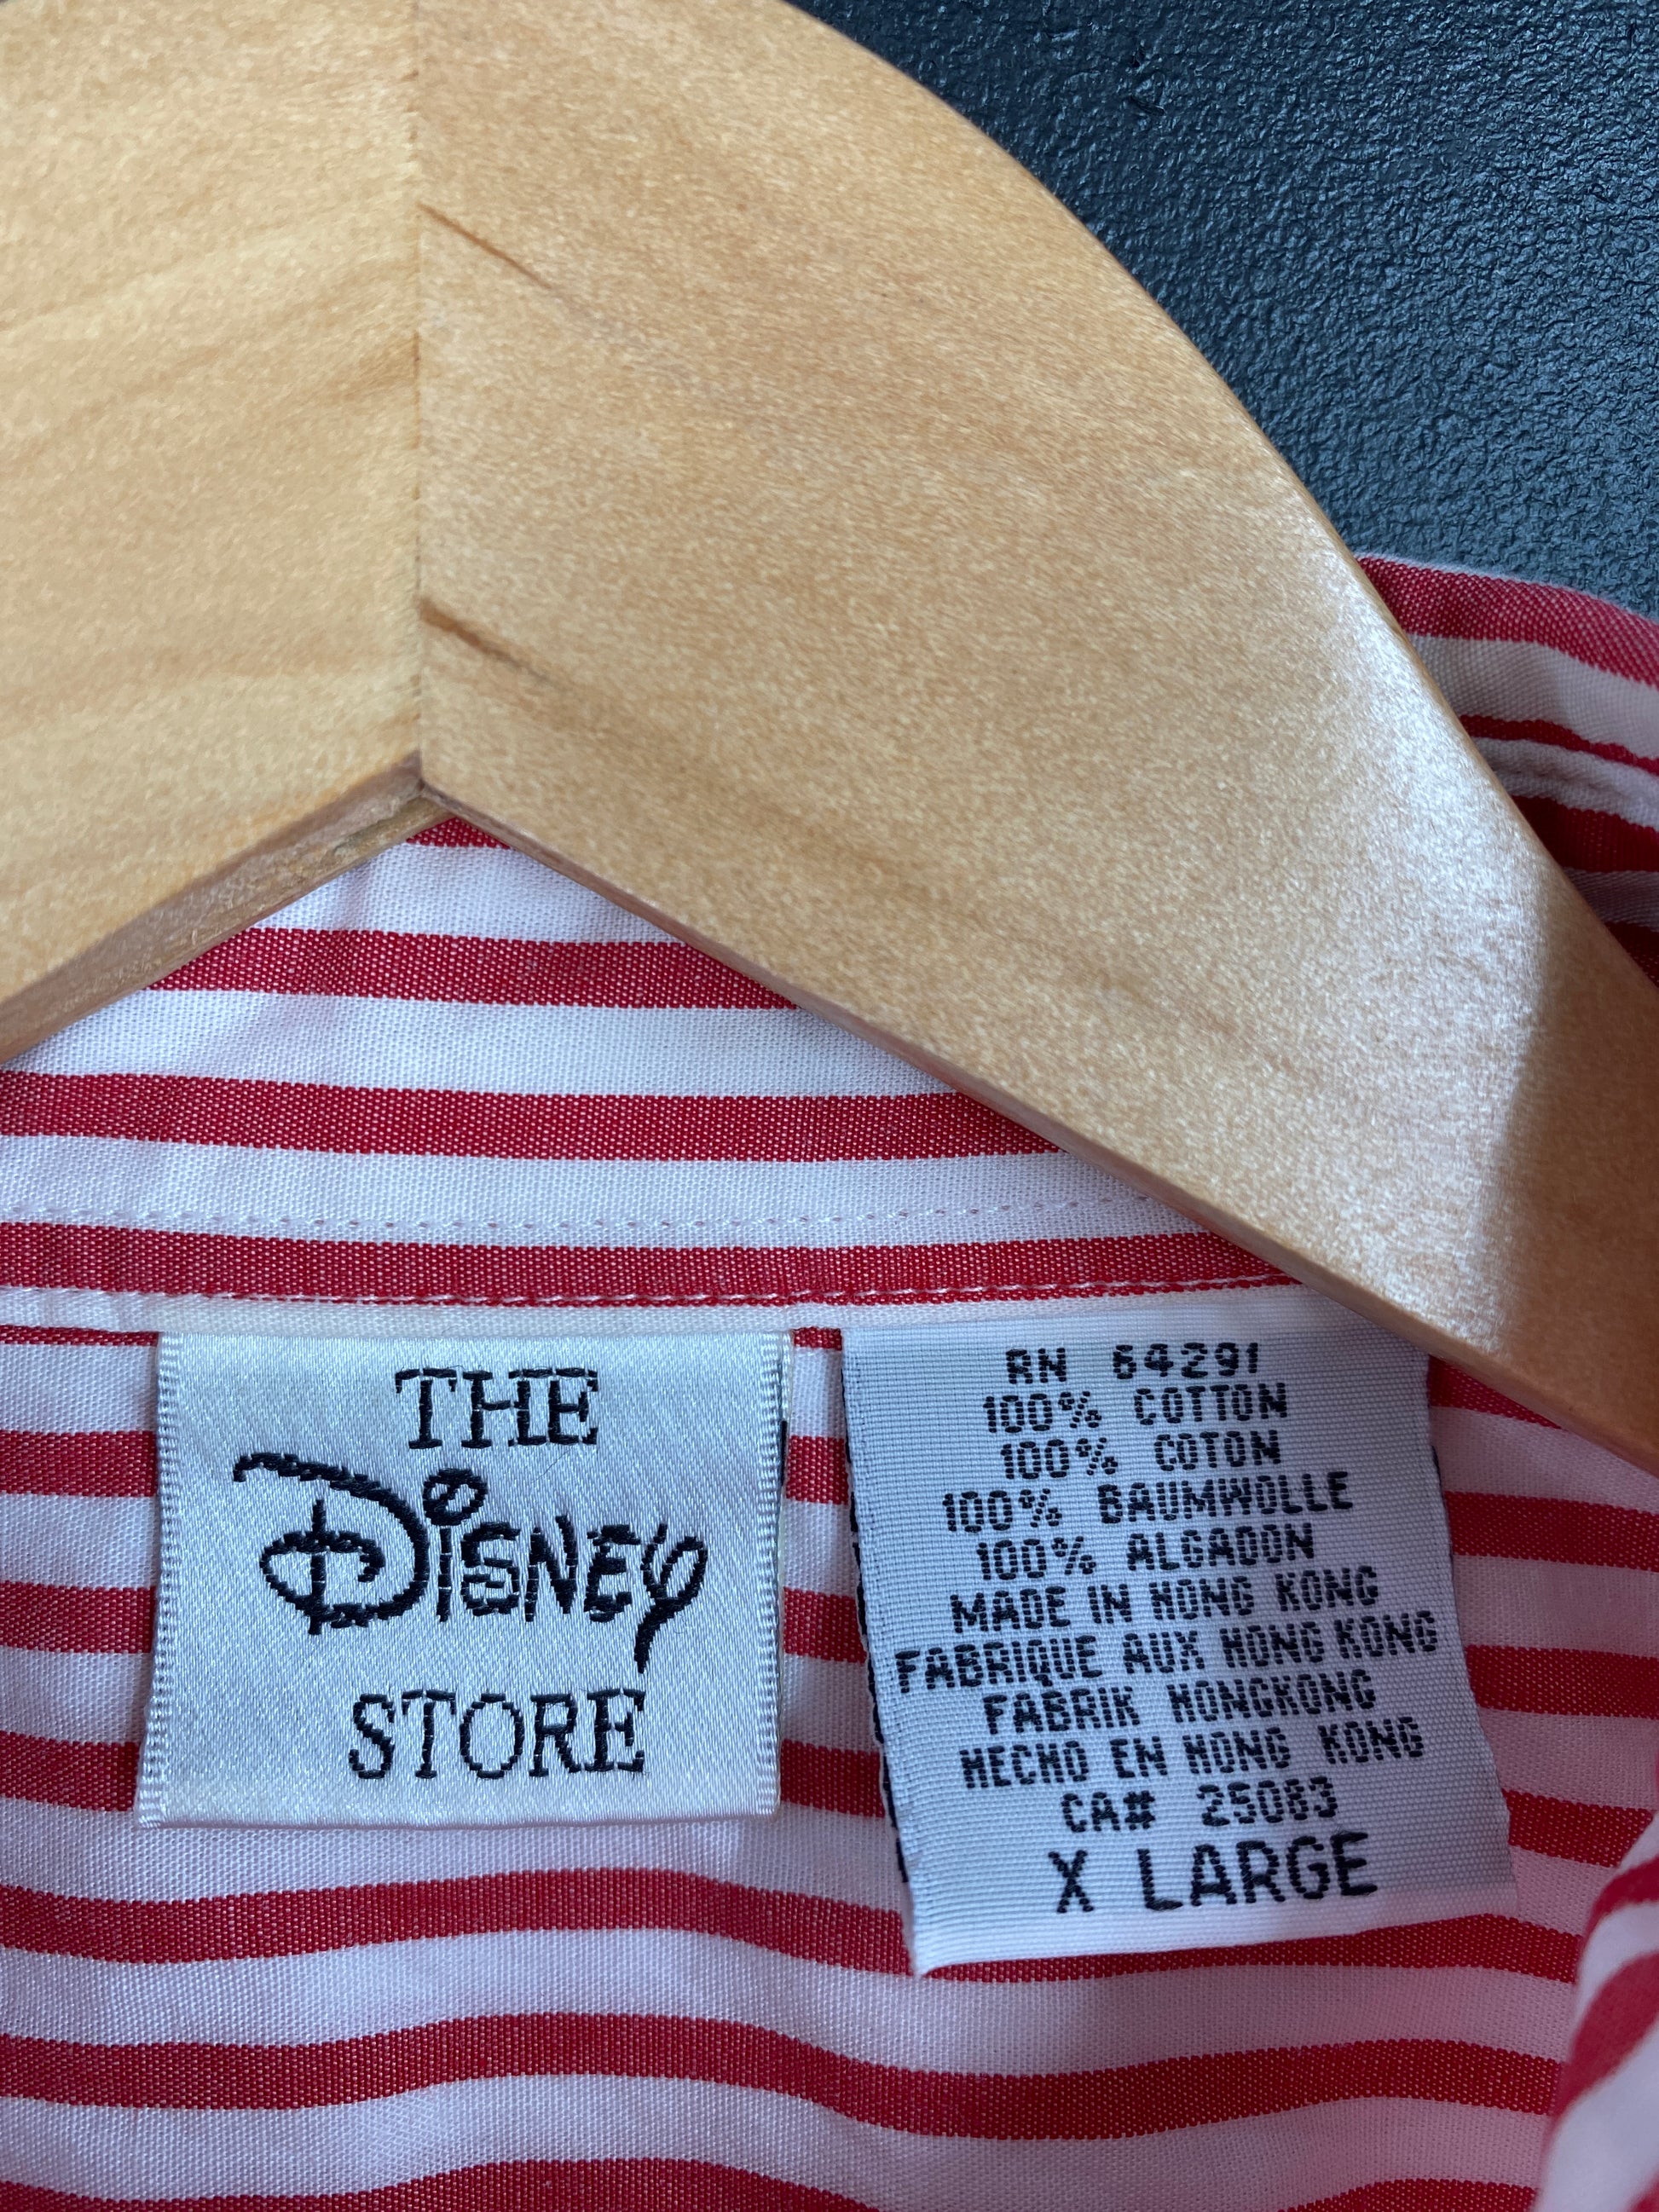 THE
Disney
STORE
RN 64291
100% COTTON
100% COTON
100% BAUMWOLLE
100% ALGADON
MADE IN HONG KONG
FABRIQUE AUX HONG KONG
FABRIK HONGKONG
HECHO EN HONG KONG
CA# 25083
X LARGE